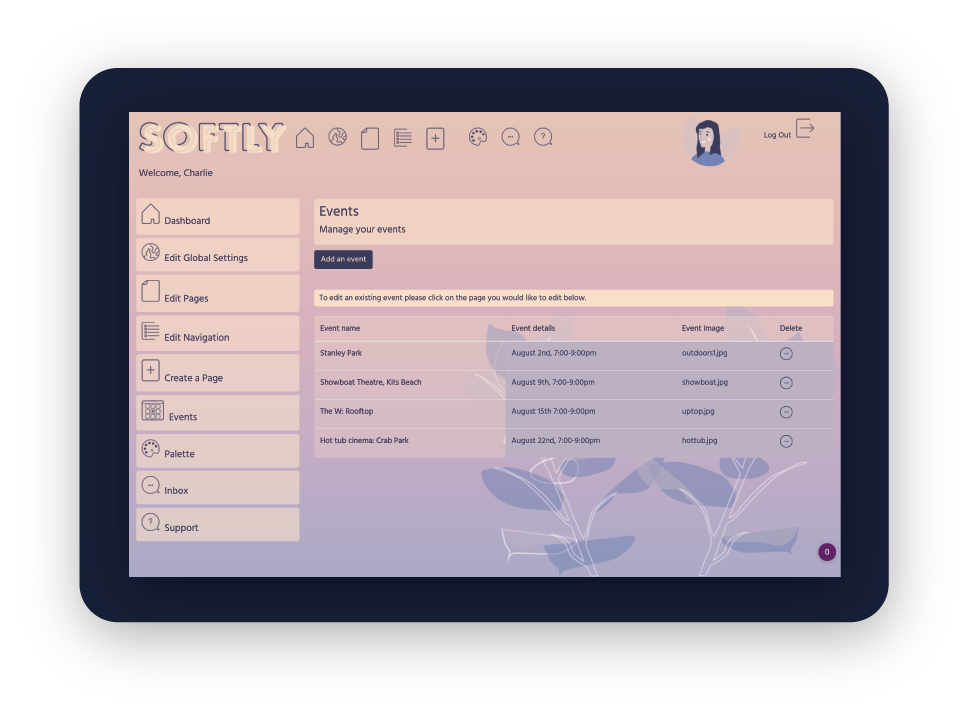 SOFTLY
Log Out
Welcome, Charlie
Dashboard
Edit Global Settings
Edit Pages
Edit Navigation
Create a Page
Events
Palette
Inbox
Support
Events
Manage your events
Add an event
To edit an existing event please click on the page you would like to edit below.
Event name Event details Event Image Delete
Stanley Park August 2nd, 7:00-9:00pm outdoors1.jpg
Showboat Theatre, Kits Beach August 9th, 7:00-9:00pm showboat.jpg
The W: Rooftop August 15th 7:00-9:00pm uptop.jpg
Hot tub cinema: Crab Park August 22nd, 7:00-9:00pm hottub.jpg
0